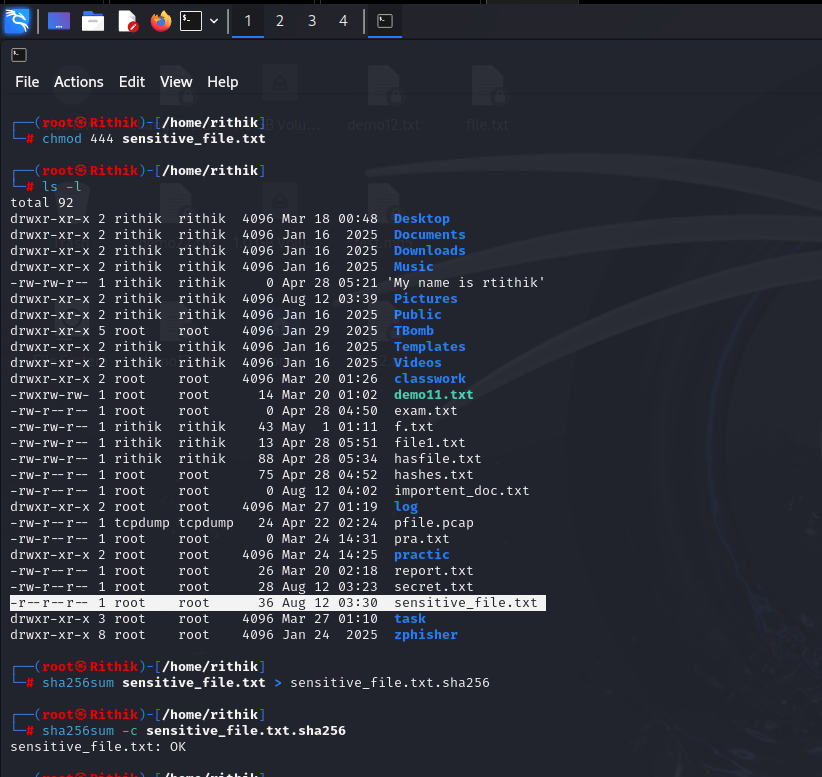 1 2 3 4
File Actions Edit View Help
demo12.txt file.txt
┌──(root㉿Rithik)-[/home/rithik]
└─# chmod 444 sensitive_file.txt
┌──(root㉿Rithik)-[/home/rithik]
└─# ls -l
total 92
drwxr-xr-x 2 rithik  rithik  4096 Mar 18 00:48  Desktop
drwxr-xr-x 2 rithik  rithik  4096 Jan 16  2025  Documents
drwxr-xr-x 2 rithik  rithik  4096 Jan 16  2025  Downloads
drwxr-xr-x 2 rithik  rithik  4096 Jan 16  2025  Music
-rw-rw-r-- 1 rithik  rithik     0 Apr 28 05:21 'My name is rtithik'
drwxr-xr-x 2 rithik  rithik  4096 Aug 12 03:39  Pictures
drwxr-xr-x 2 rithik  rithik  4096 Jan 16  2025  Public
drwxr-xr-x 5 root    root    4096 Jan 29  2025  TBomb
drwxr-xr-x 2 rithik  rithik  4096 Jan 16  2025  Templates
drwxr-xr-x 2 rithik  rithik  4096 Jan 16  2025  Videos
drwxr-xr-x 2 root    root    4096 Mar 20 01:26  classwork
-rwxrw-rw- 1 root    root      14 Mar 20 01:02  demo11.txt
-rw-r--r-- 1 root    root       0 Apr 28 04:50  exam.txt
-rw-rw-r-- 1 rithik  rithik    43 May  1 01:11  f.txt
-rw-rw-r-- 1 rithik  rithik    13 Apr 28 05:51  file1.txt
-rw-rw-r-- 1 rithik  rithik    88 Apr 28 05:34  hasfile.txt
-rw-r--r-- 1 root    root      75 Apr 28 04:52  hashes.txt
-rw-r--r-- 1 root    root       0 Aug 12 04:02  importent_doc.txt
drwxr-xr-x 2 root    root    4096 Mar 27 01:19  log
-rw-r--r-- 1 tcpdump tcpdump   24 Apr 22 02:24  pfile.pcap
-rw-r--r-- 1 root    root       0 Mar 24 14:31  pra.txt
drwxr-xr-x 2 root    root    4096 Mar 24 14:25  practic
-rw-r--r-- 1 root    root      26 Mar 20 02:18  report.txt
-rw-r--r-- 1 root    root      28 Aug 12 03:23  secret.txt
-r--r--r-- 1 root    root      36 Aug 12 03:30  sensitive_file.txt
drwxr-xr-x 3 root    root    4096 Mar 27 01:10  task
drwxr-xr-x 8 root    root    4096 Jan 24  2025  zphisher
┌──(root㉿Rithik)-[/home/rithik]
└─# sha256sum sensitive_file.txt > sensitive_file.txt.sha256
┌──(root㉿Rithik)-[/home/rithik]
└─# sha256sum -c sensitive_file.txt.sha256
sensitive_file.txt: OK
┌──(root㉿Rithik)-[/home/rithik]